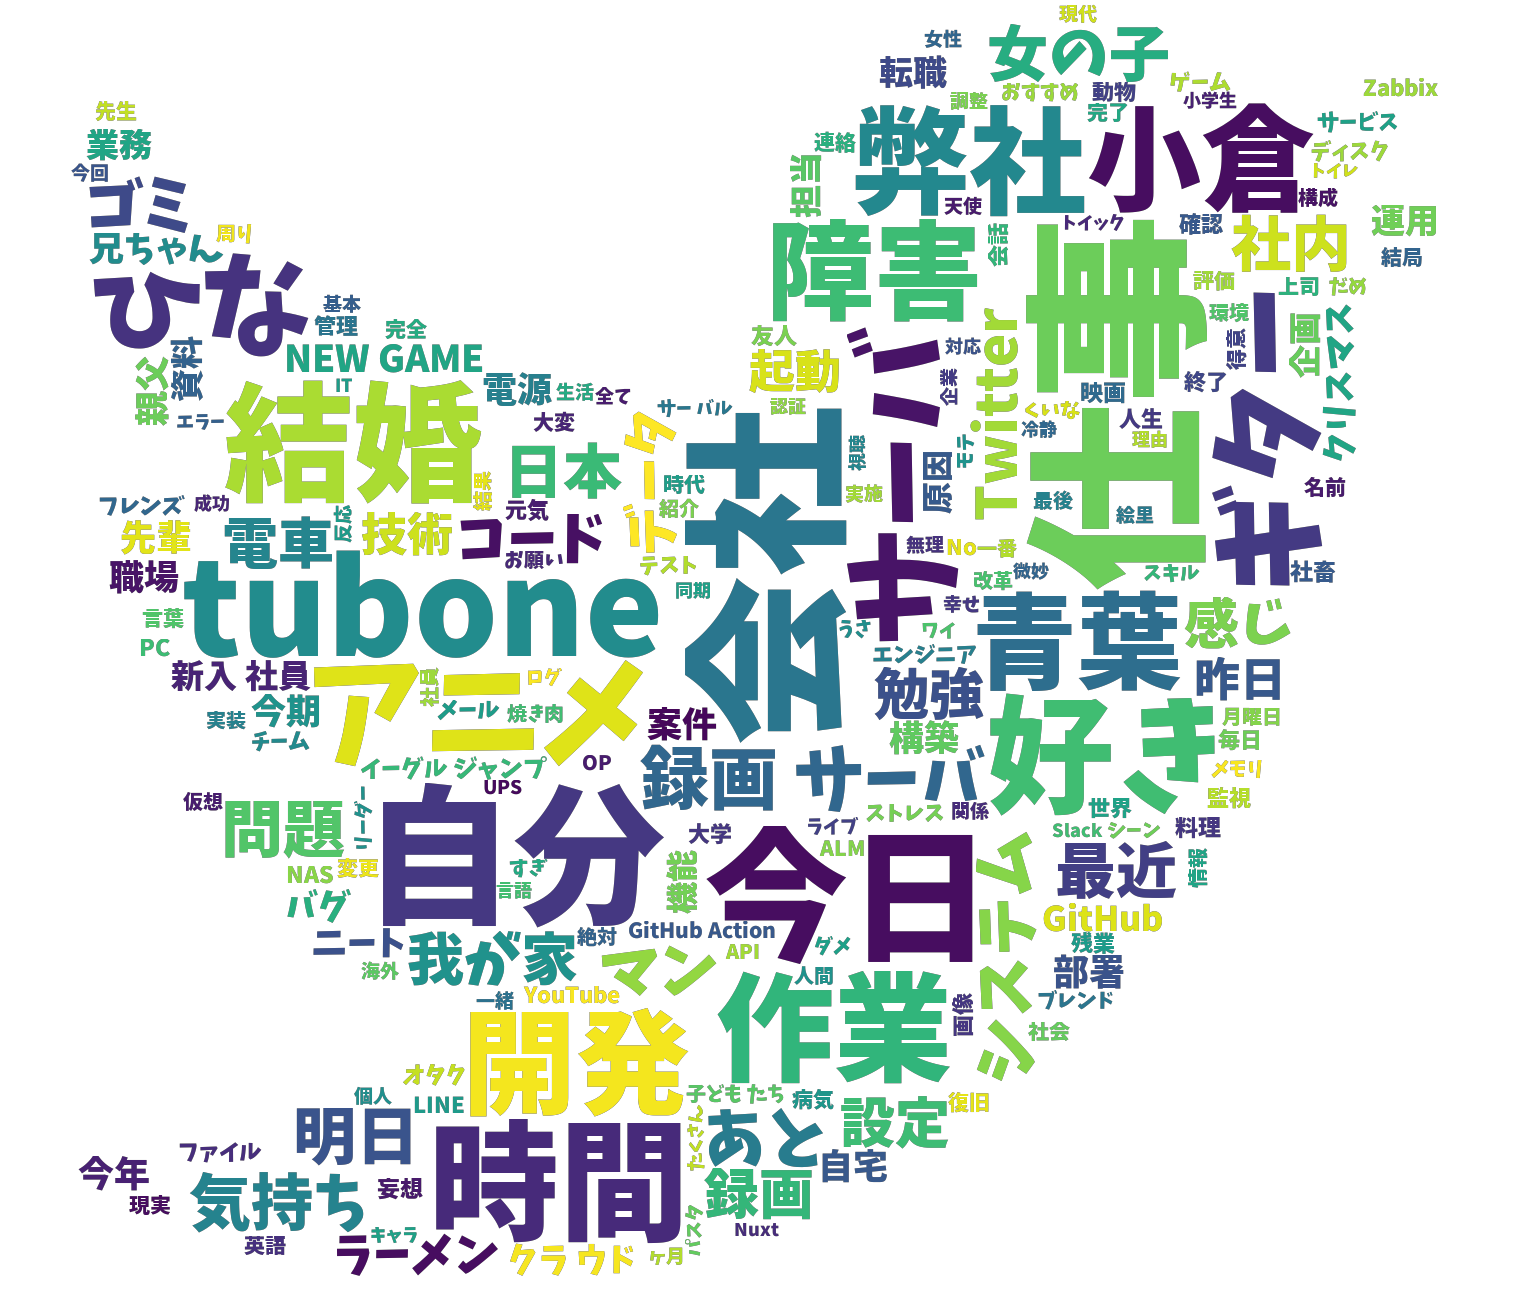 現代
女性
女の子
転職
ゲーム
おすすめ
動物
Zabbix
調整
小学生
先生
完了
サービス
弊社
小倉
連絡
業務
ディスク
今回
トイレ
担当
構成
ゴミ
天使
トイック
確認
社内
運用
兄ちゃん
周り
障害
会話
結局
ひな
仕事
評価
上司
だめ
基本
環境
管理
完全
友人
サーバー
Twitter
得意
ギター
企画
クリスマス
NEW GAME
資料
親父
起動
対応
IT
電源
生活
全て
企業
映画
終了
結婚
サー バル
認証
くいな
人生
エラー
大変
データ
会社
視聴
モテ
冷静
理由
日本
原因
結果
時代
実施
最後
名前
フレンズ
成功
元気
紹介
絵里
先輩
電車
反応
技術
コード
無理
No一番
お願い
テスト
微妙
スキル
社畜
職場
tubone
同期
改革
幸せ
青葉
感じ
言葉
うさ
ワイ
PC
エンジニア
新入 社員
アニメ
社員
ログ
勉強
昨日
実装
今期
メール
焼き肉
案件
好き
月曜日
チーム
構築
毎日
イーグル ジャンプ
OP
録画
サーバ
メモリ
UPS
仮想
自分
監視
問題
リーダー
ストレス
関係
世界
大学
ライブ
Slack
シーン
料理
ALM
今日
システム
最近
情報
NAS
変更
すぎ
言語
機能
バグ
GitHub
ニート
我が家
絶対
GitHub Action
ダメ
残業
海外
マン
API
人間
部署
一緒
YouTube
作業
画像
ブレンド
開発
社会
オタク
個人
LINE
子ども たち
病気
設定
復旧
明日
時間
たくさん
あと
ファイル
自宅
今年
気持ち
妄想
録画
現実
パスタ
Nuxt
英語
キャラ
ラーメン
クラウド
ヶ月